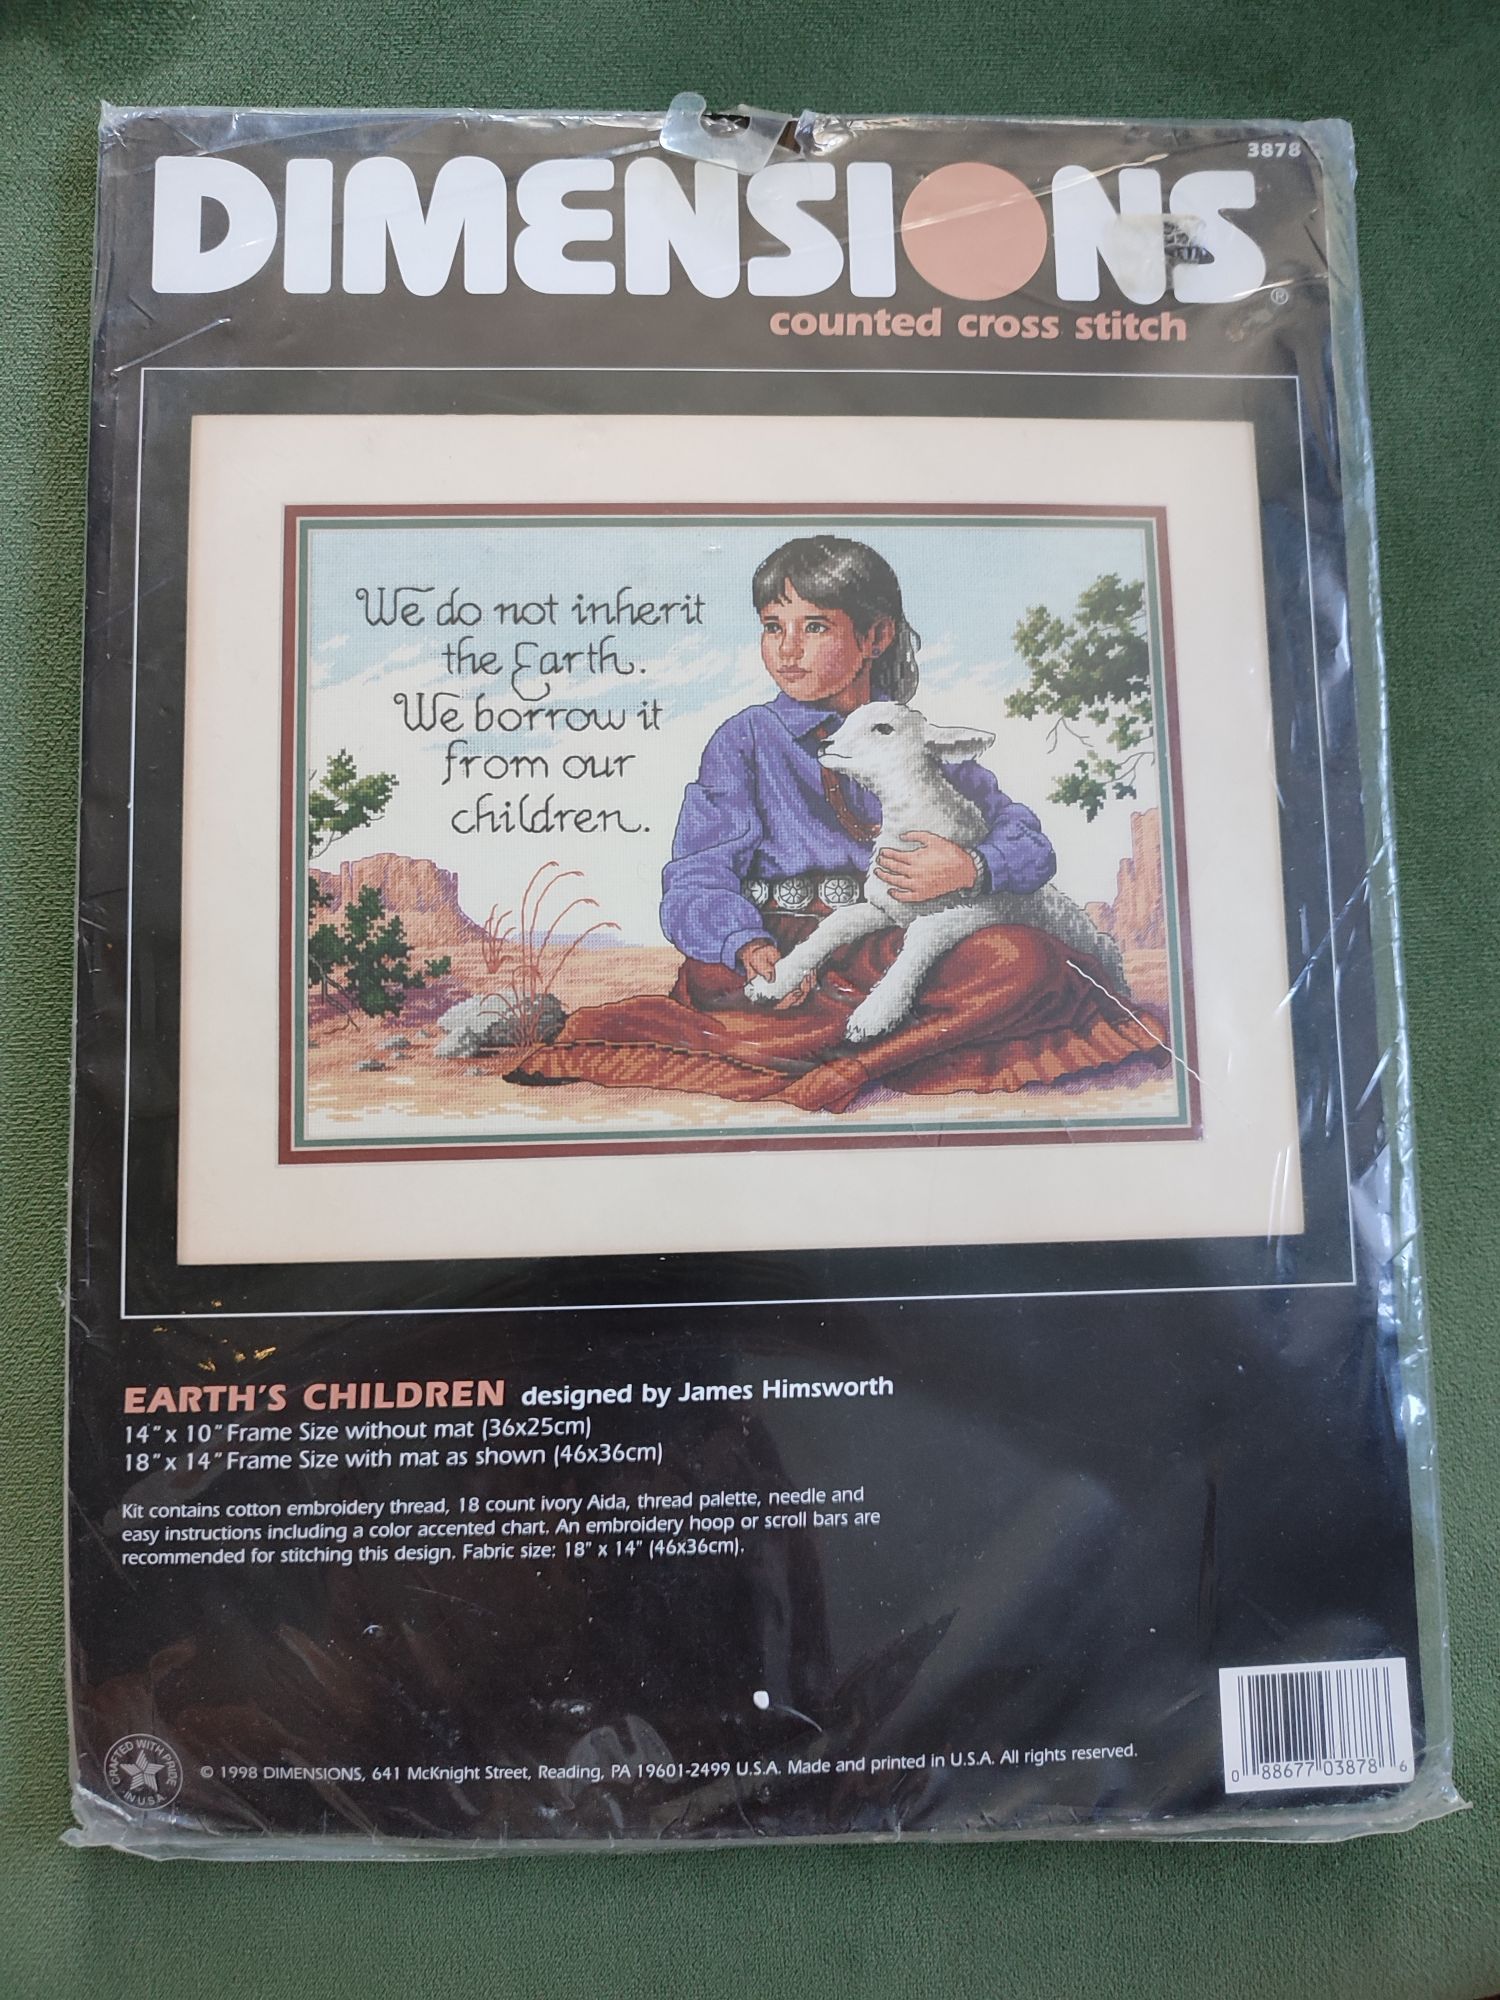 3878
DIMENSIONS®
counted cross stitch
We do not inherit
the Earth.
We borrow it
from our
children.
EARTH'S CHILDREN designed by James Himsworth
14" x 10" Frame Size without mat (36x25cm)
18" x 14" Frame Size with mat as shown (46x36cm)
Kit contains cotton embroidery thread, 18 count ivory Aida, thread palette, needle and
easy instructions including a color accented chart. An embroidery hoop or scroll bars are
recommended for stitching this design. Fabric size: 18" x 14" (46x36cm).
CRAFTED WITH PRIDE IN U.S.A.
© 1998 DIMENSIONS, 641 McKnight Street, Reading, PA 19601-2499 U.S.A. Made and printed in U.S.A. All rights reserved.
0 88677 03878 6